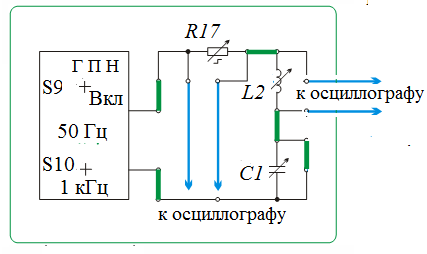 R17
Г П Н
S9
Вкл
L2
к осциллографу
50 Гц
S10
1 кГц
C1
к осциллографу